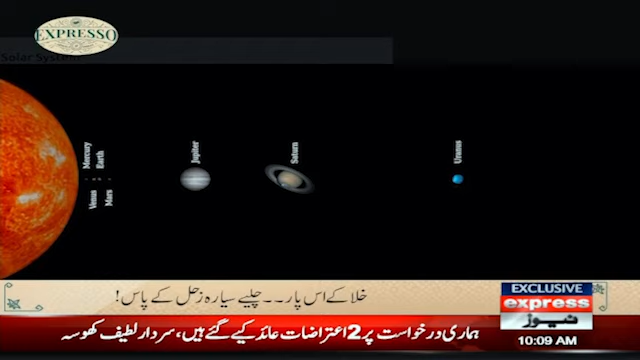 EXPRESSO
Solar System
Mercury
Venus
Earth
Mars
Jupiter
Saturn
Uranus
خلا کے اس پار۔۔۔ چلیے سیارہ زحل کے پاس!
ہماری درخواست پر 2 اعتراضات عائد کیے گئے ہیں، سردار لطیف کھوسہ
EXCLUSIVE
express
نیوز
10:09 AM